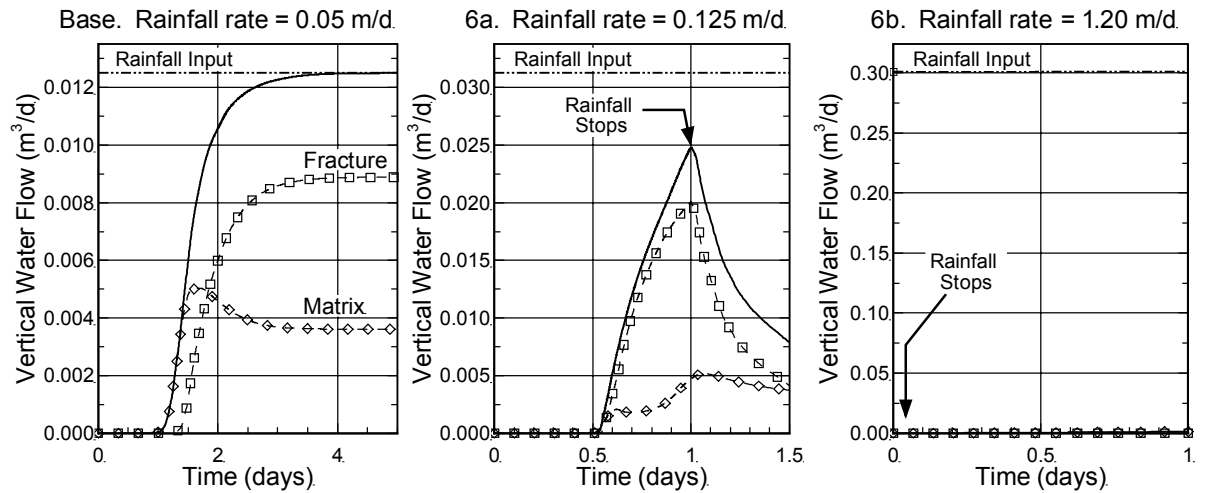 Base. Rainfall rate = 0.05 m/d.
6a. Rainfall rate = 0.125 m/d.
6b. Rainfall rate = 1.20 m/d.
Vertical Water Flow (m³/d.)
Rainfall Input
0.012
0.010
0.008
0.006
0.004
0.002
0.000
Fracture
Matrix
0.
2.
4.
Time (days)
Vertical Water Flow (m³/d.)
Rainfall Input
0.030
0.025
0.020
0.015
0.010
0.005
0.000
Rainfall
Stops
0.
0.5
1.0
1.5
Time (days)
Vertical Water Flow (m³/d.)
Rainfall Input
0.30
0.25
0.20
0.15
0.10
0.05
0.00
Rainfall
Stops
0.
0.5
1.
Time (days)